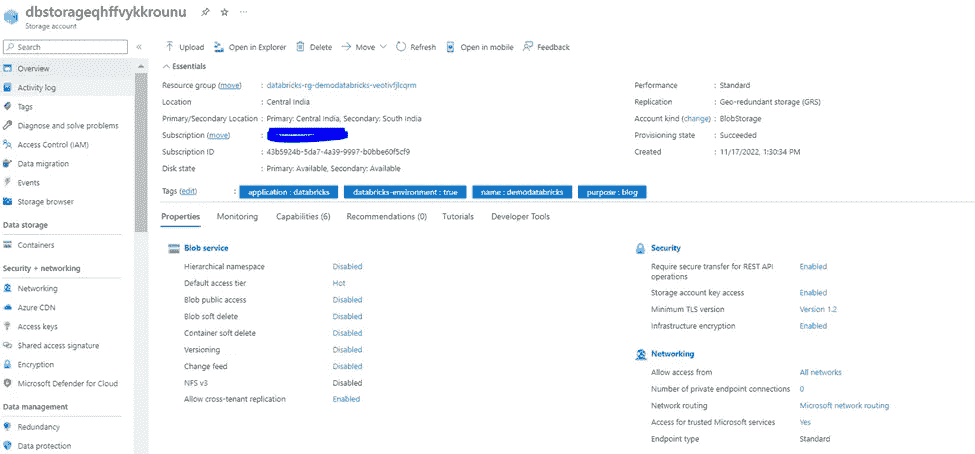 dbstorageqhffvykkrounu
Storage account
Search
Upload Open in Explorer Delete Move Refresh Open in mobile Feedback
Overview
Activity log
Tags
Diagnose and solve problems
Access Control (IAM)
Data migration
Events
Storage browser
Data storage
Containers
Security + networking
Networking
Azure CDN
Access keys
Shared access signature
Encryption
Microsoft Defender for Cloud
Data management
Redundancy
Data protection
Essentials
Resource group (move) : databricks-rg-demodatabricks-veotivfjlcqrm
Location : Central India
Primary/Secondary Location : Primary: Central India, Secondary: South India
Subscription (move) :
Subscription ID : 43b5924b-5da7-4a39-9997-b0bbe60f5cf9
Disk state : Primary: Available, Secondary: Available
Performance : Standard
Replication : Geo-redundant storage (GRS)
Account kind (change) : BlobStorage
Provisioning state : Succeeded
Created : 11/17/2022, 1:30:34 PM
Tags (edit) : application : databricks databricks-environment : true name : demodatabricks purpose : blog
Properties Monitoring Capabilities (6) Recommendations (0) Tutorials Developer Tools
Blob service
Hierarchical namespace Disabled
Default access tier Hot
Blob public access Disabled
Blob soft delete Disabled
Container soft delete Disabled
Versioning Disabled
Change feed Disabled
NFS v3 Disabled
Allow cross-tenant replication Enabled
Security
Require secure transfer for REST API Enabled
operations
Storage account key access Enabled
Minimum TLS version Version 1.2
Infrastructure encryption Enabled
Networking
Allow access from All networks
Number of private endpoint connections 0
Network routing Microsoft network routing
Access for trusted Microsoft services Yes
Endpoint type Standard